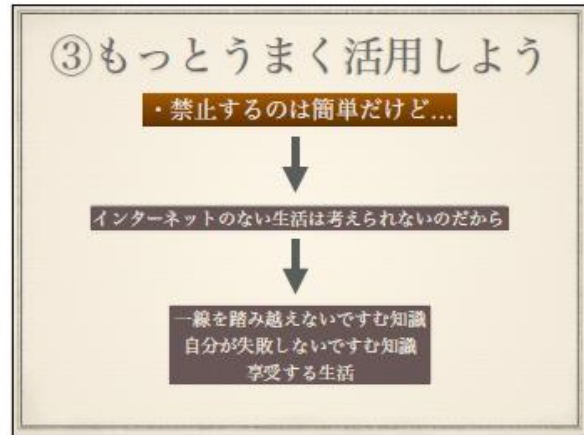 ③もっとうまく活用しよう
・禁止するのは簡単だけど...
インターネットのない生活は考えられないのだから
一線を踏み越えないですむ知識
自分が失敗しないですむ知識
享受する生活